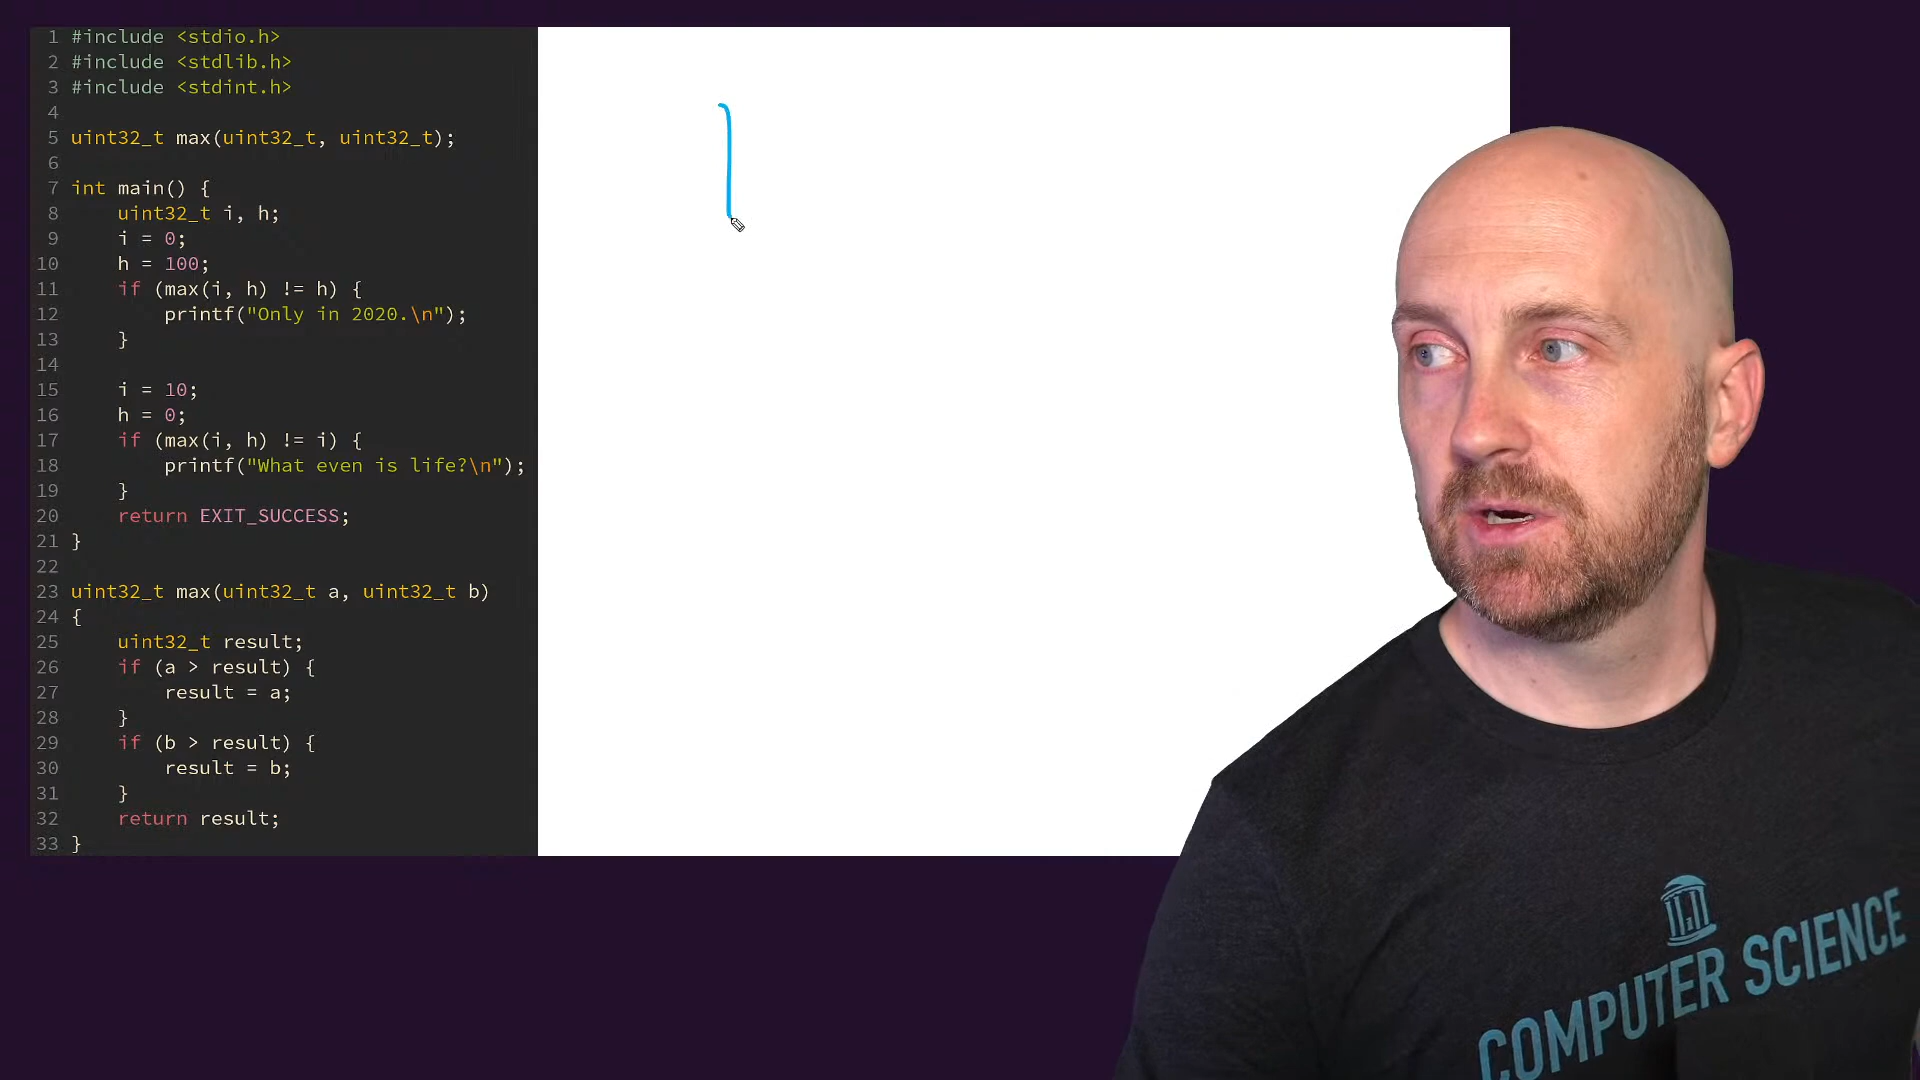 1 #include <stdio.h>
2 #include <stdlib.h>
3 #include <stdint.h>
4
5 uint32_t max(uint32_t, uint32_t);
6
7 int main() {
8     uint32_t i, h;
9     i = 0;
10     h = 100;
11     if (max(i, h) != h) {
12         printf("Only in 2020.\n");
13     }
14
15     i = 10;
16     h = 0;
17     if (max(i, h) != i) {
18         printf("What even is life?\n");
19     }
20     return EXIT_SUCCESS;
21 }
22
23 uint32_t max(uint32_t a, uint32_t b)
24 {
25     uint32_t result;
26     if (a > result) {
27         result = a;
28     }
29     if (b > result) {
30         result = b;
31     }
32     return result;
33 }
COMPUTER SCIENCE